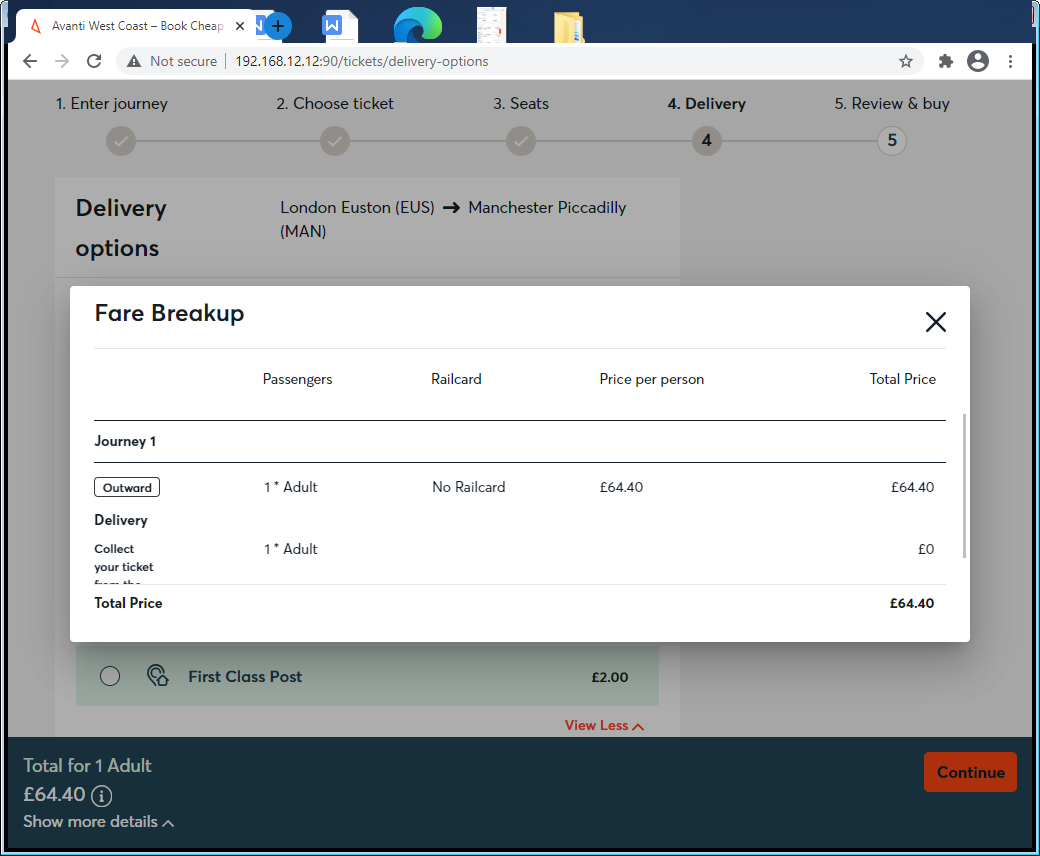 Avanti West Coast – Book Cheap
Not secure
192.168.12.12:90/tickets/delivery-options
1. Enter journey
2. Choose ticket
3. Seats
4. Delivery
5. Review & buy
4
5
Delivery
options
London Euston (EUS) → Manchester Piccadilly
(MAN)
Fare Breakup
Passengers
Railcard
Price per person
Total Price
Journey 1
Outward
1 * Adult
No Railcard
£64.40
£64.40
Delivery
Collect
your ticket
from the
1 * Adult
£0
Total Price
£64.40
First Class Post
£2.00
View Less
Total for 1 Adult
£64.40
Show more details
Continue